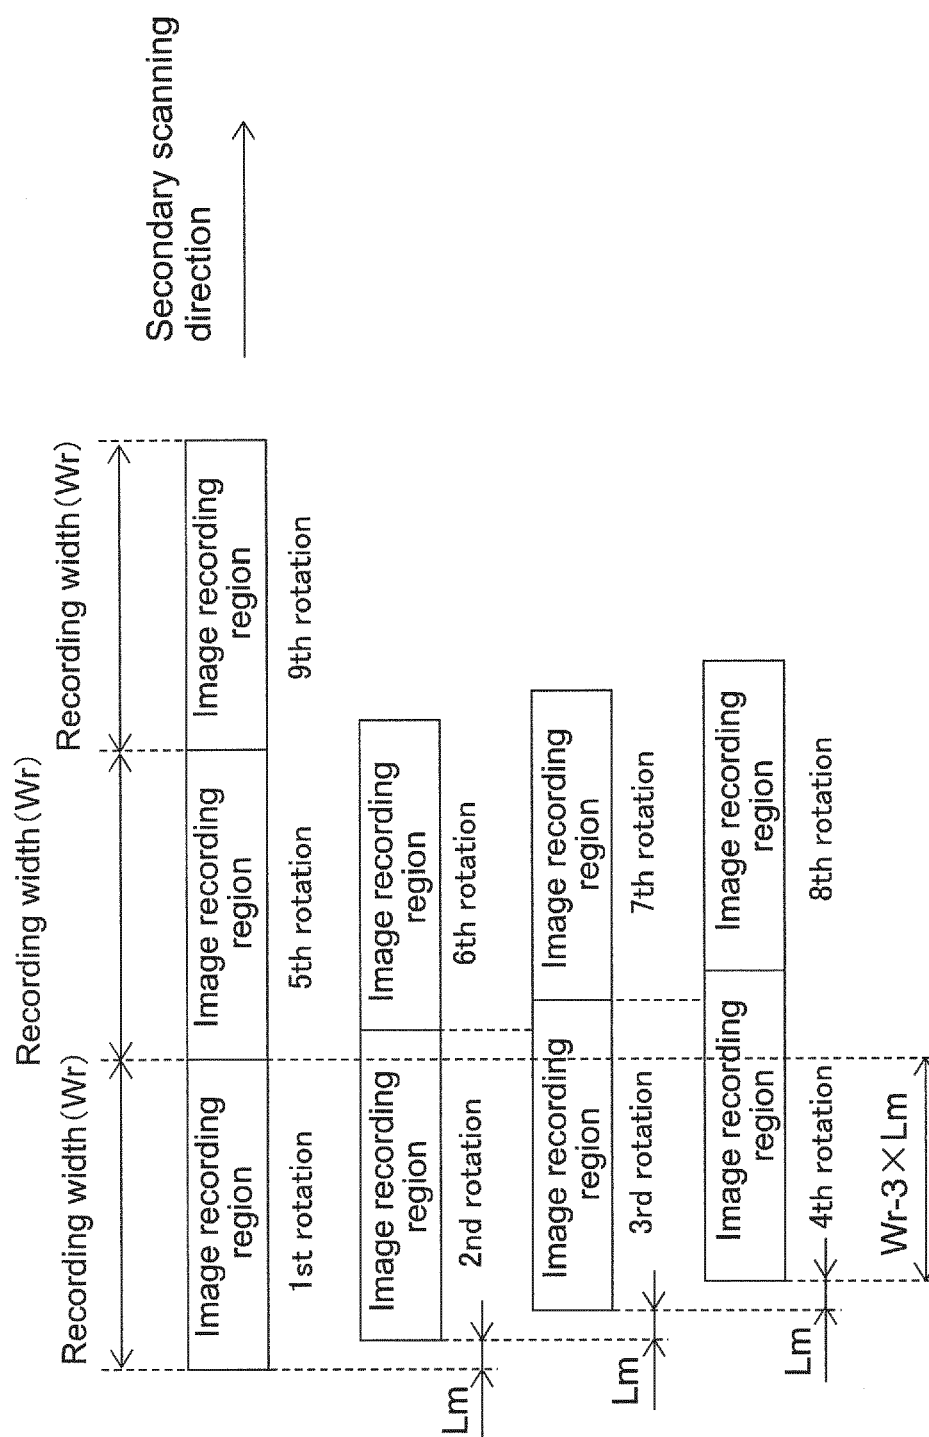 Secondary scanning
direction
Recording width(Wr)
Recording width(Wr)
Recording width(Wr)
Image recording
region
Image recording
region
Image recording
region
1st rotation
5th rotation
9th rotation
Image recording
region
Image recording
region
2nd rotation
6th rotation
Lm
Image recording
region
Image recording
region
3rd rotation
7th rotation
Lm
Image recording
region
Image recording
region
4th rotation
8th rotation
Lm
Wr-3×Lm